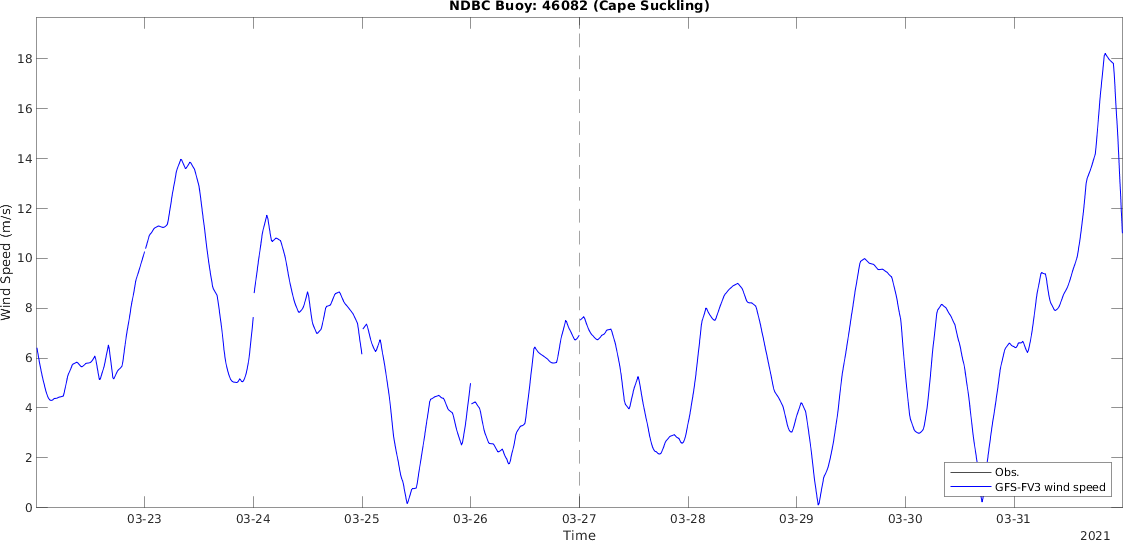 NDBC Buoy: 46082 (Cape Suckling)
Wind Speed (m/s)
18
16
14
12
10
8
6
4
2
0
Obs.
GFS-FV3 wind speed
03-23 03-24 03-25 03-26 03-27 03-28 03-29 03-30 03-31
Time
2021